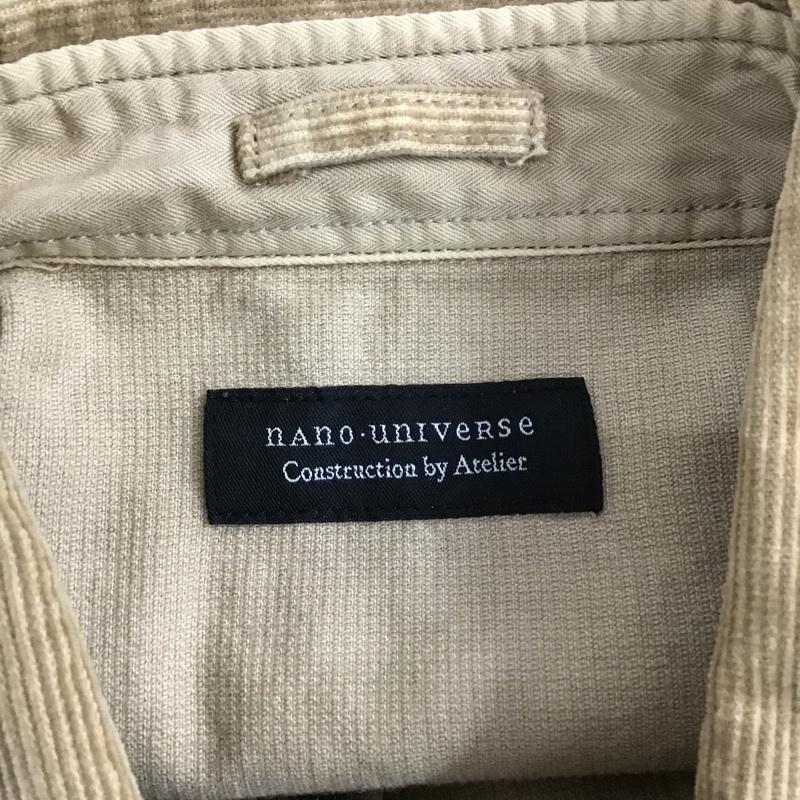 nano·universe
Construction by Atelier